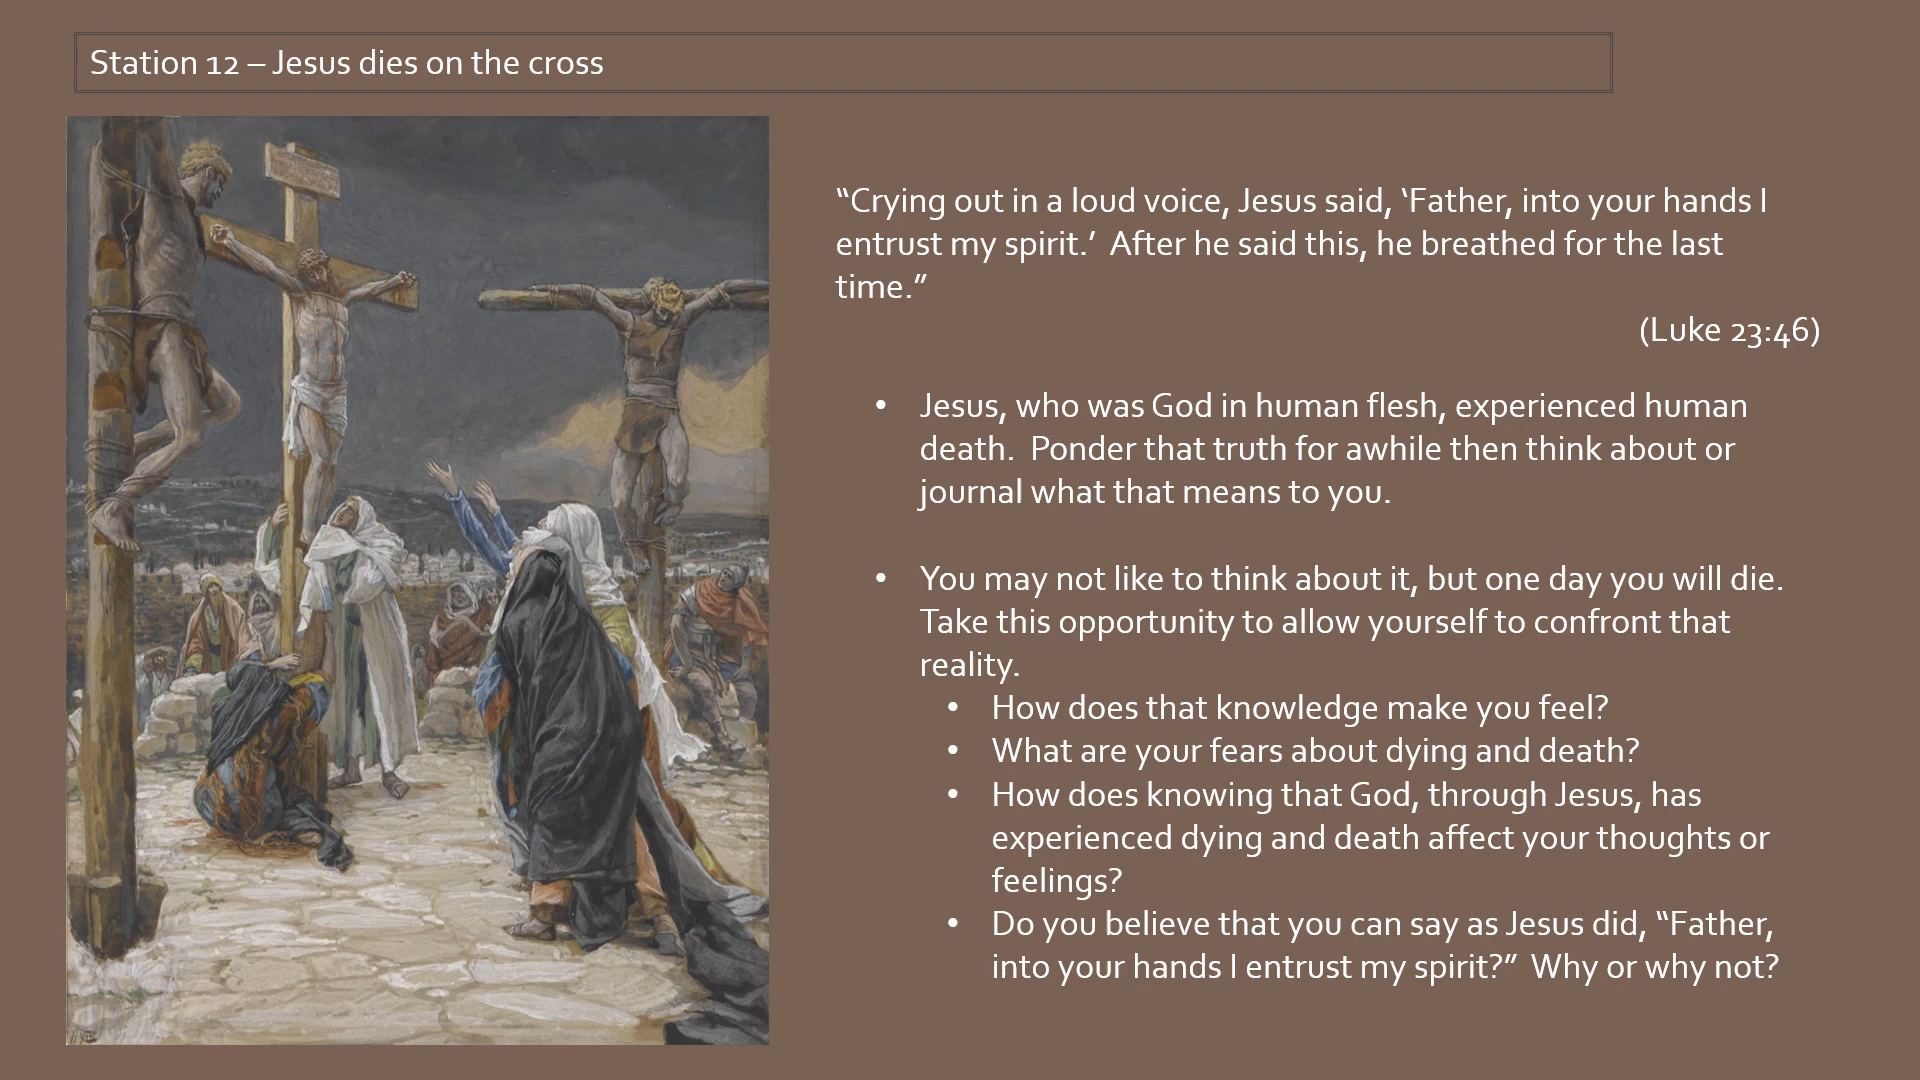 Station 12 – Jesus dies on the cross
“Crying out in a loud voice, Jesus said, ‘Father, into your hands I
entrust my spirit.’  After he said this, he breathed for the last
time.”
(Luke 23:46)
• Jesus, who was God in human flesh, experienced human
death.  Ponder that truth for awhile then think about or
journal what that means to you.
• You may not like to think about it, but one day you will die.
Take this opportunity to allow yourself to confront that
reality.
• How does that knowledge make you feel?
• What are your fears about dying and death?
• How does knowing that God, through Jesus, has
experienced dying and death affect your thoughts or
feelings?
• Do you believe that you can say as Jesus did, “Father,
into your hands I entrust my spirit?”  Why or why not?